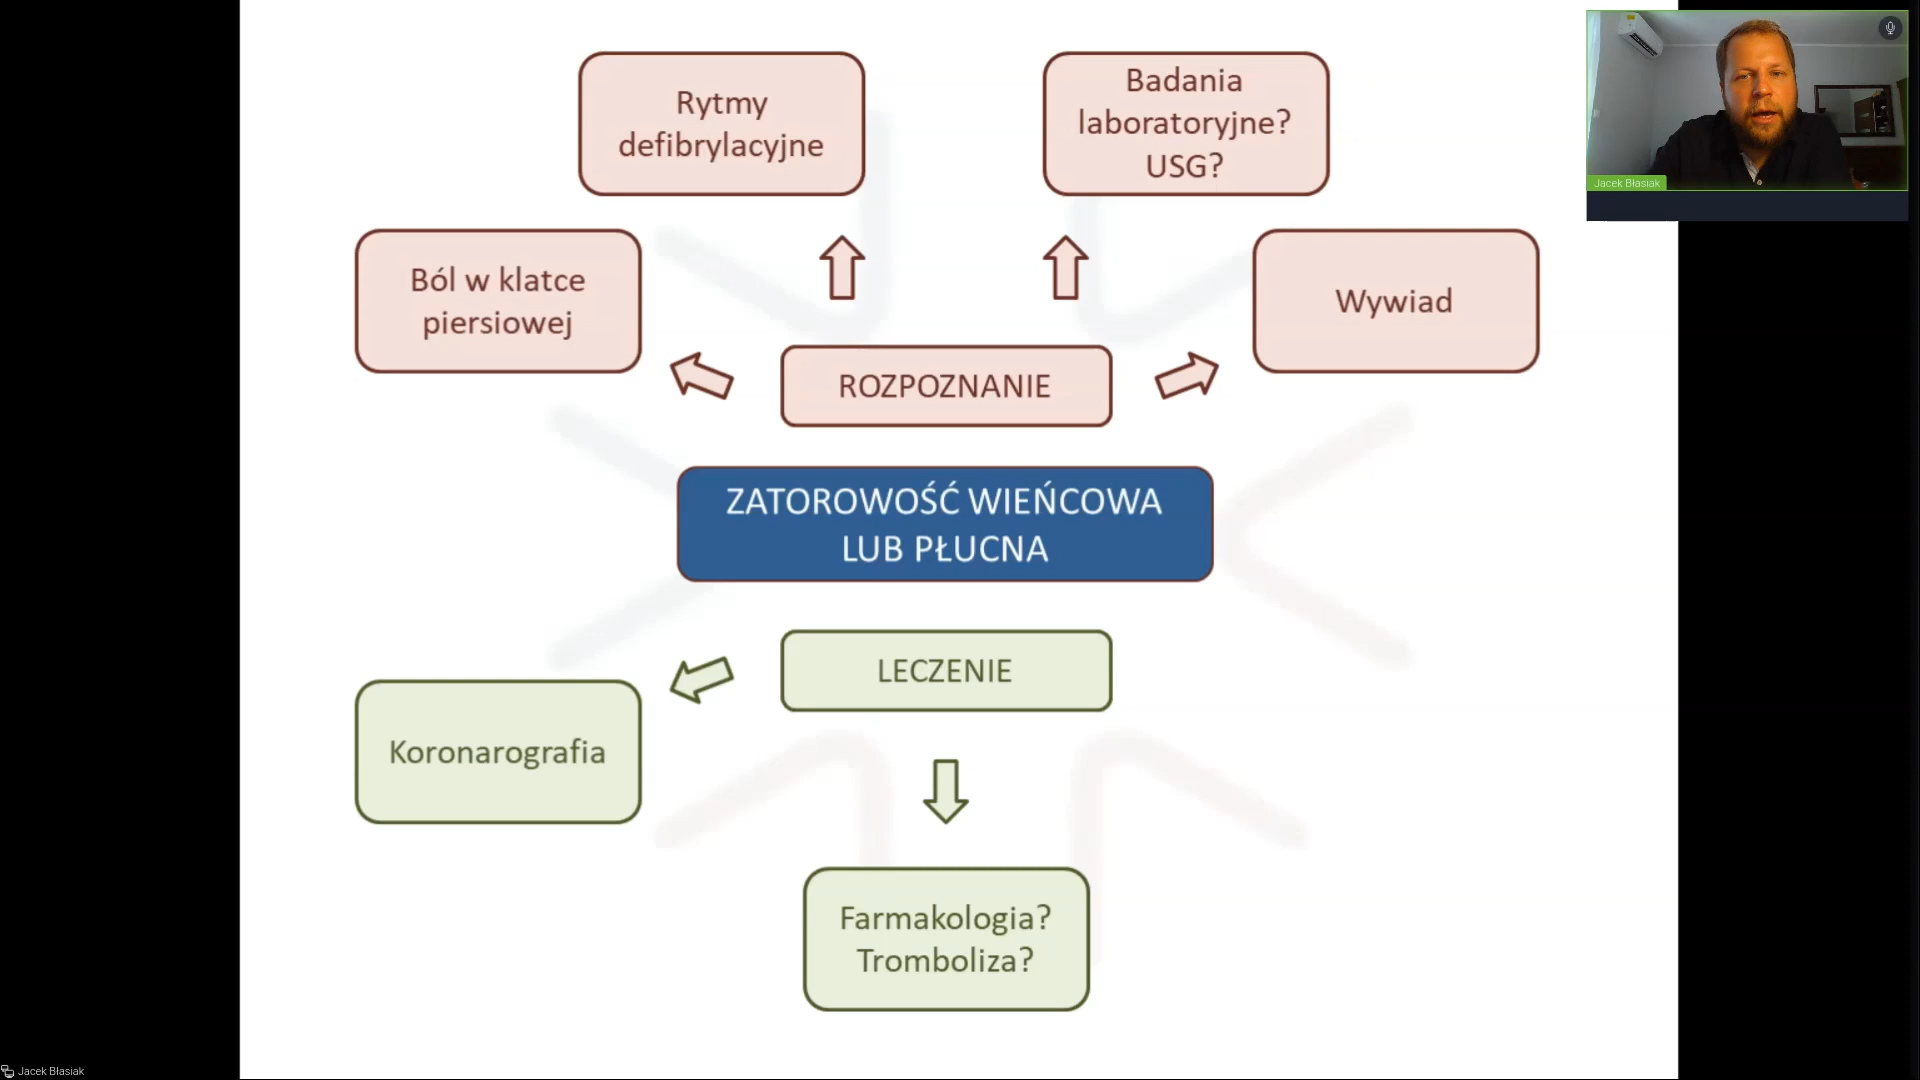 Rytmy
defibrylacyjne
Badania
laboratoryjne?
USG?
Jacek Błasiak
Ból w klatce
piersiowej
Wywiad
ROZPOZNANIE
ZATOROWOŚĆ WIEŃCOWA
LUB PŁUCNA
LECZENIE
Koronarografia
Farmakologia?
Tromboliza?
Jacek Błasiak